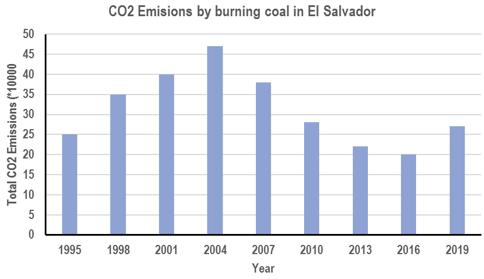 CO2 Emisions by burning coal in El Salvador
Total CO2 Emissions (*10000
50
45
40
35
30
25
20
15
10
5
0
1995 1998 2001 2004 2007 2010 2013 2016 2019
Year